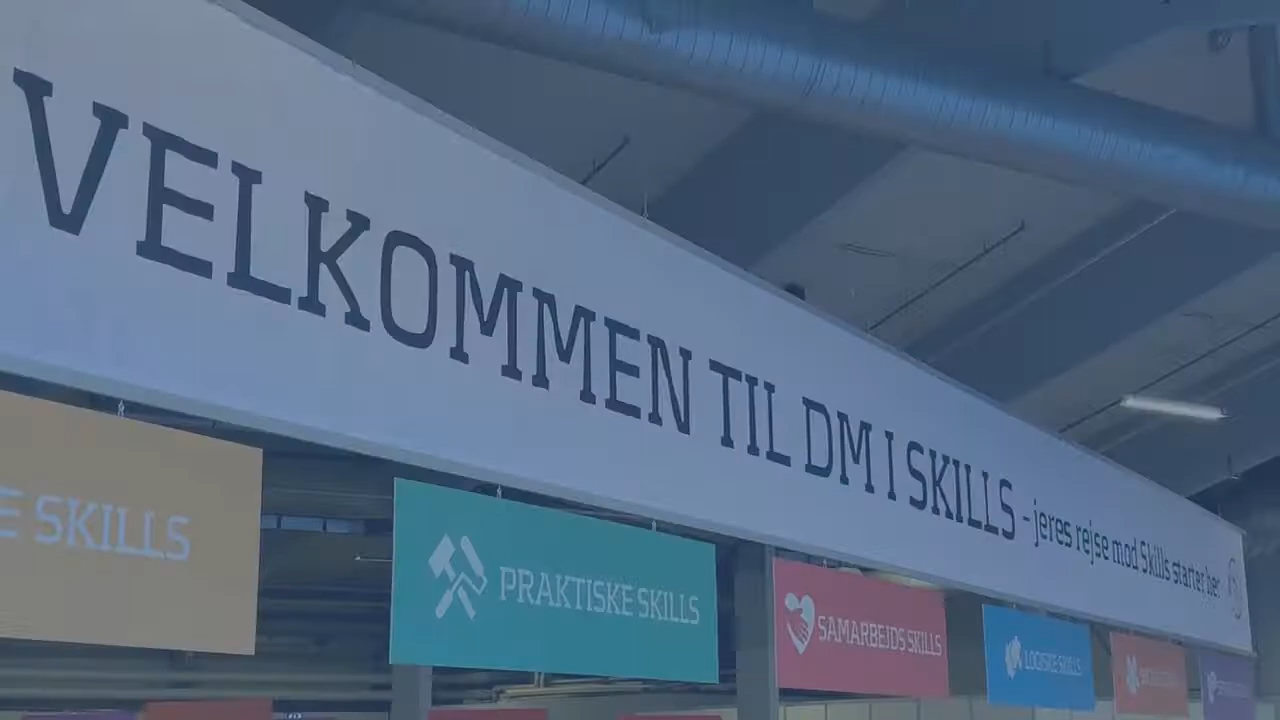 VELKOMMEN TIL DM I SKILLS - jeres rejse mod Skills starter her
E SKILLS
PRAKTISKE SKILLS
SAMARBEJDS SKILLS
LOGISKE SKILLS